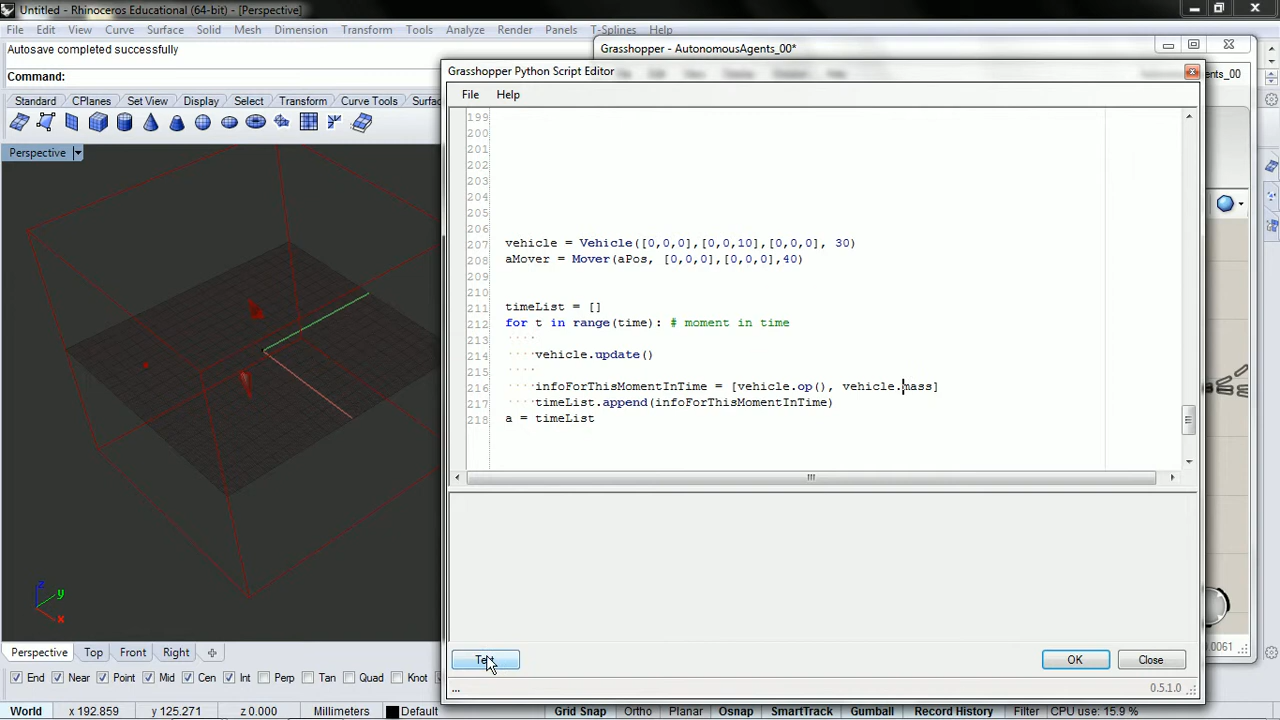 Untitled - Rhinoceros Educational (64-bit) - [Perspective]
File Edit View Curve Surface Solid Mesh Dimension Transform Tools Analyze Render Panels T-Splines Help
Autosave completed successfully
Command:
Standard CPlanes Set View Display Select Transform Curve Tools Surfac
Perspective
Grasshopper - AutonomousAgents_00*
ents_00
Grasshopper Python Script Editor
File Help
199
200
201
202
203
204
205
206
207 vehicle = Vehicle([0,0,0],[0,0,10],[0,0,0], 30)
208 aMover = Mover(aPos, [0,0,0],[0,0,0],40)
209
210
211 timeList = []
212 for t in range(time): # moment in time
213
214 vehicle.update()
215
216 infoForThisMomentInTime = [vehicle.op(), vehicle.mass]
217 timeList.append(infoForThisMomentInTime)
218 a = timeList
z
y
x
Test
OK
Close
...
0.5.1.0
.0061
Perspective Top Front Right
End Near Point Mid Cen Int Perp Tan Quad Knot
World x 192.859 y 125.271 z 0.000 Millimeters Default Grid Snap Ortho Planar Osnap SmartTrack Gumball Record History Filter CPU use: 15.9 %